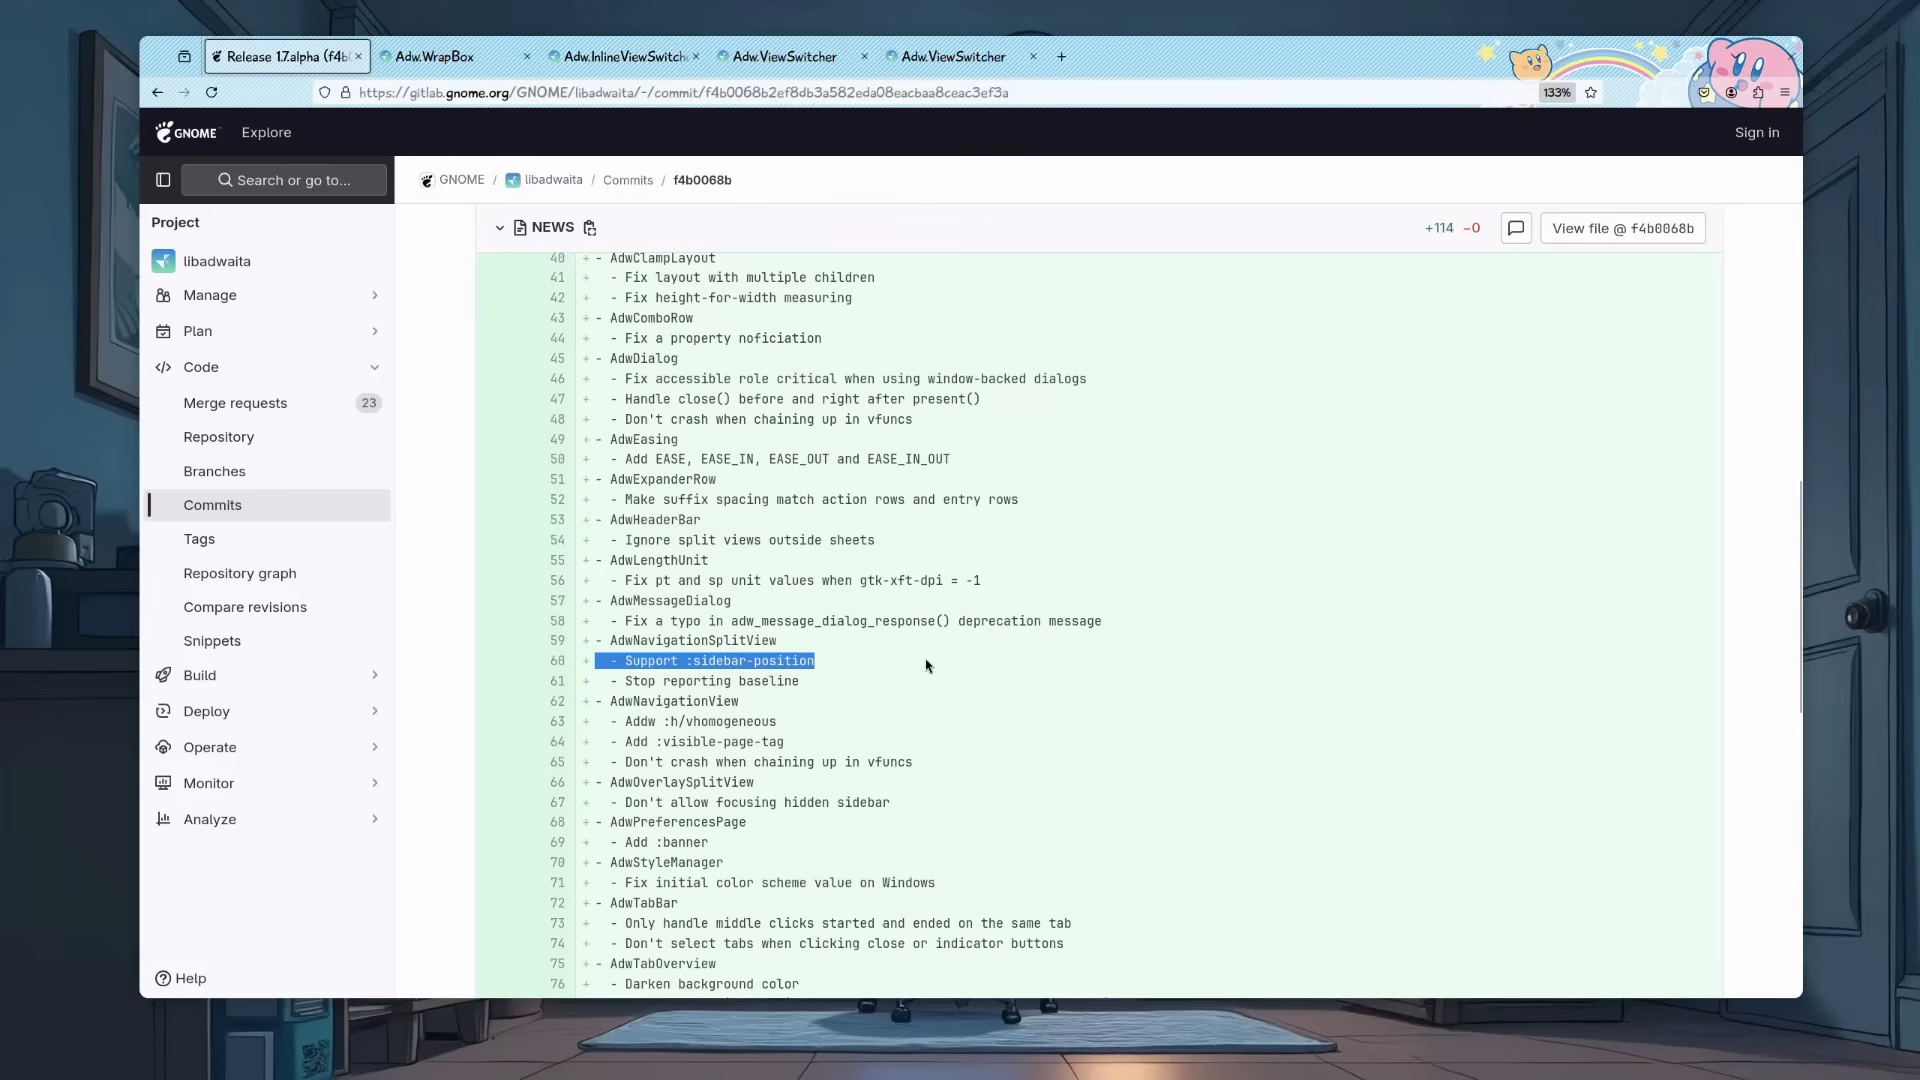 Release 1.7.alpha (f4b
Adw.WrapBox
Adw.InlineViewSwitch
Adw.ViewSwitcher
Adw.ViewSwitcher
https://gitlab.gnome.org/GNOME/libadwaita/-/commit/f4b0068b2ef8db3a582eda08eacbaa8ceac3ef3a
133%
GNOME
Explore
Sign in
Search or go to...
GNOME / libadwaita / Commits / f4b0068b
Project
libadwaita
Manage
Plan
Code
Merge requests 23
Repository
Branches
Commits
Tags
Repository graph
Compare revisions
Snippets
Build
Deploy
Operate
Monitor
Analyze
Help
NEWS
+114 −0
View file @ f4b0068b
40 + - AdwClampLayout
41 + - Fix layout with multiple children
42 + - Fix height-for-width measuring
43 + - AdwComboRow
44 + - Fix a property noficiation
45 + - AdwDialog
46 + - Fix accessible role critical when using window-backed dialogs
47 + - Handle close() before and right after present()
48 + - Don't crash when chaining up in vfuncs
49 + - AdwEasing
50 + - Add EASE, EASE_IN, EASE_OUT and EASE_IN_OUT
51 + - AdwExpanderRow
52 + - Make suffix spacing match action rows and entry rows
53 + - AdwHeaderBar
54 + - Ignore split views outside sheets
55 + - AdwLengthUnit
56 + - Fix pt and sp unit values when gtk-xft-dpi = -1
57 + - AdwMessageDialog
58 + - Fix a typo in adw_message_dialog_response() deprecation message
59 + - AdwNavigationSplitView
60 + - Support :sidebar-position
61 + - Stop reporting baseline
62 + - AdwNavigationView
63 + - Addw :h/vhomogeneous
64 + - Add :visible-page-tag
65 + - Don't crash when chaining up in vfuncs
66 + - AdwOverlaySplitView
67 + - Don't allow focusing hidden sidebar
68 + - AdwPreferencesPage
69 + - Add :banner
70 + - AdwStyleManager
71 + - Fix initial color scheme value on Windows
72 + - AdwTabBar
73 + - Only handle middle clicks started and ended on the same tab
74 + - Don't select tabs when clicking close or indicator buttons
75 + - AdwTabOverview
76 + - Darken background color